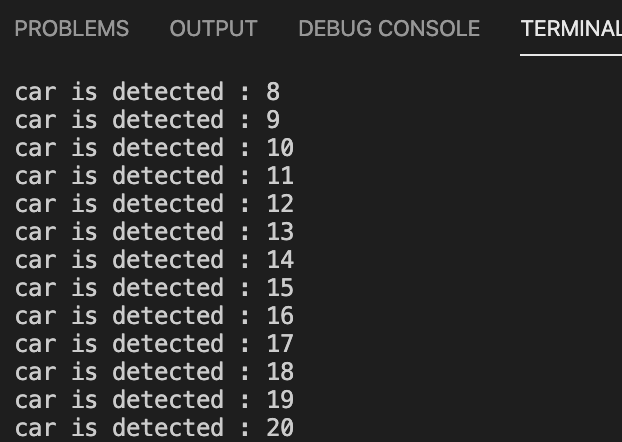 PROBLEMS OUTPUT DEBUG CONSOLE TERMINAL
car is detected : 8
car is detected : 9
car is detected : 10
car is detected : 11
car is detected : 12
car is detected : 13
car is detected : 14
car is detected : 15
car is detected : 16
car is detected : 17
car is detected : 18
car is detected : 19
car is detected : 20